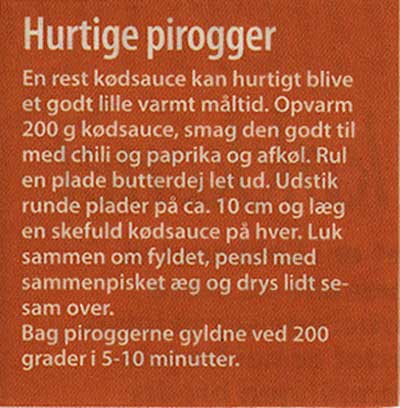 Hurtige pirogger
En rest kødsauce kan hurtigt blive
et godt lille varmt måltid. Opvarm
200 g kødsauce, smag den godt til
med chili og paprika og afkøl. Rul
en plade butterdej let ud. Udstik
runde plader på ca. 10 cm og læg
en skefuld kødsauce på hver. Luk
sammen om fyldet, pensl med
sammenpisket æg og drys lidt se-
sam over.
Bag piroggerne gyldne ved 200
grader i 5-10 minutter.